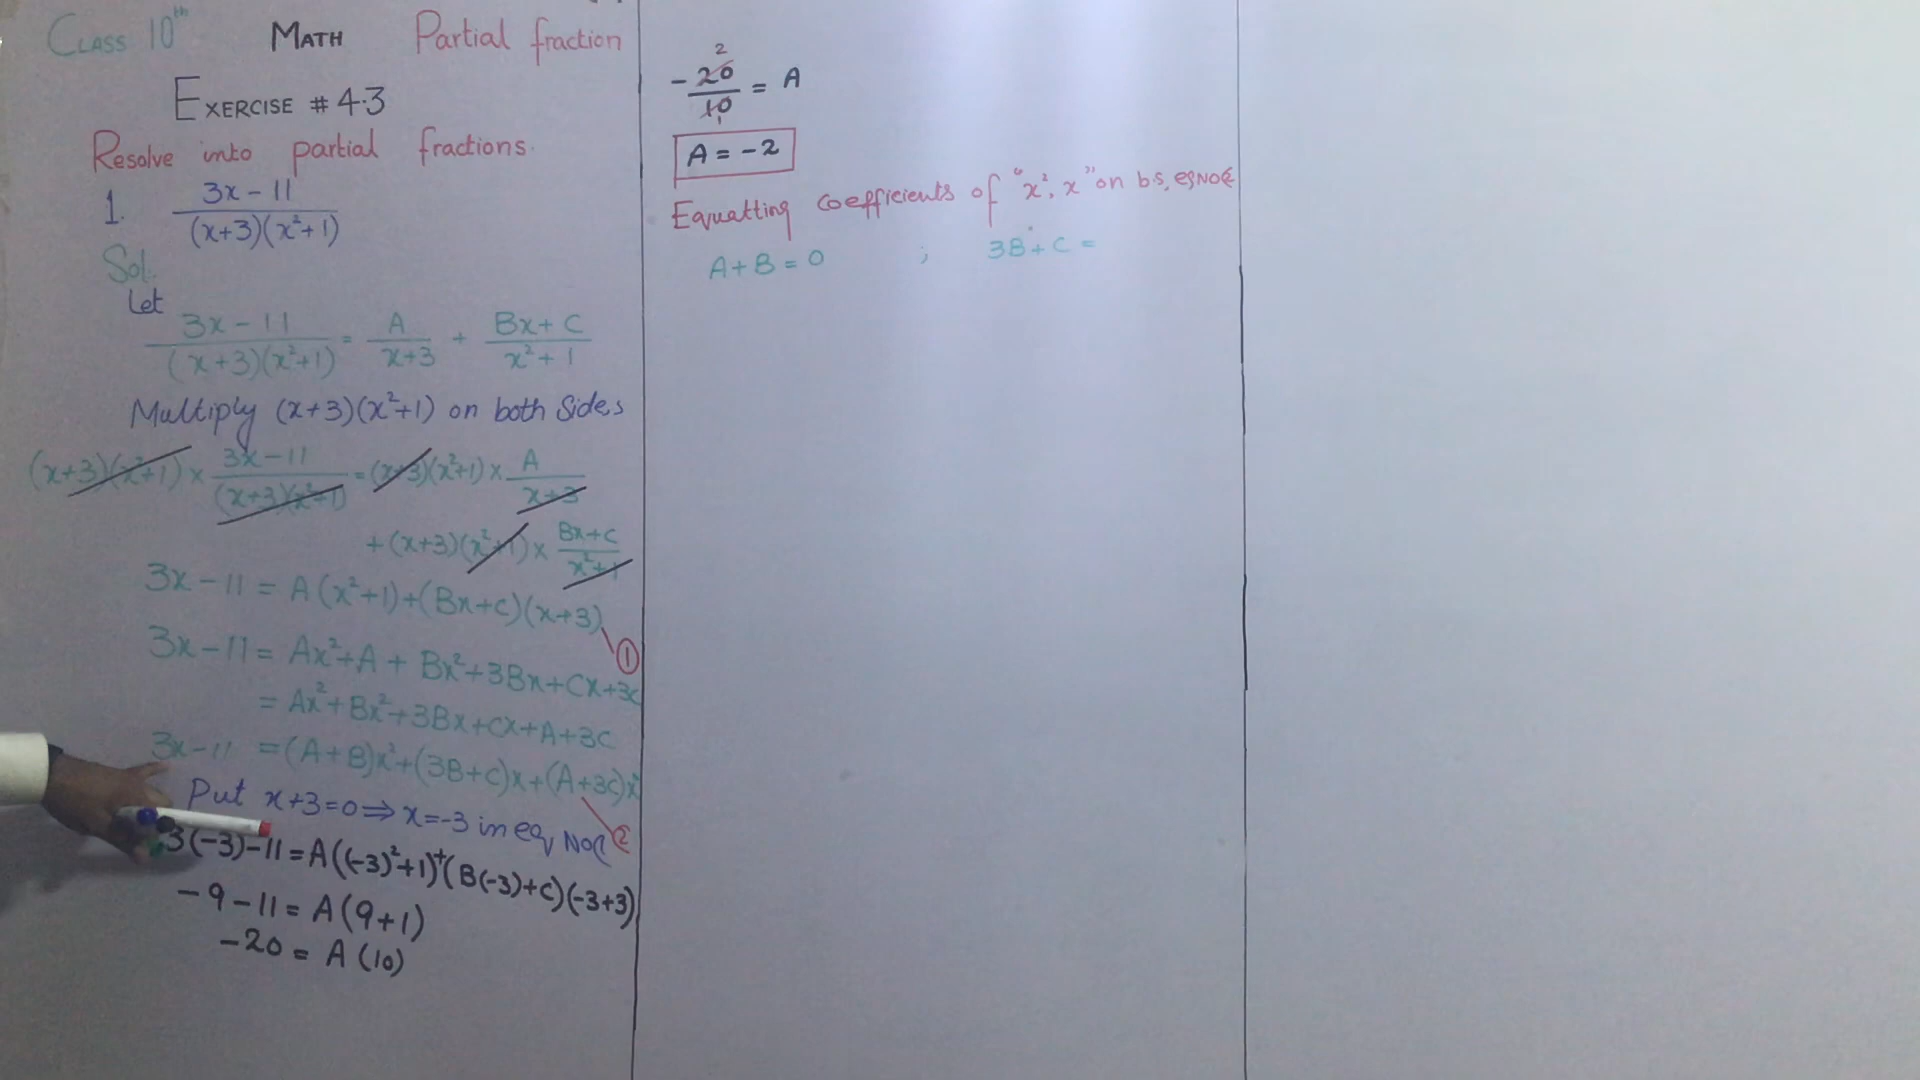 CLASS 10th MATH Partial fraction
EXERCISE # 4.3
Resolve into partial fractions.
1. 3x - 11 / (x+3)(x²+1)
Sol.
Let
3x - 11 / (x+3)(x²+1) = A / x+3 + Bx + C / x² + 1
Multiply (x+3)(x²+1) on both Sides
(x+3)(x²+1) × 3x - 11 / (x+3)(x²+1) = (x+3)(x²+1) × A / x+3
+ (x+3)(x²+1) × Bx+C / x²+1
3x - 11 = A(x²+1)+(Bx+C)(x+3) ①
3x - 11 = Ax²+A + Bx²+3Bx+Cx+3C
= Ax²+Bx²+3Bx+Cx+A+3C
3x - 11 = (A+B)x²+(3B+C)x+(A+3C)x° ②
Put x+3=0 ⇒ x=-3 in eq No(
3(-3)-11 = A((-3)²+1)+(B(-3)+C)(-3+3)
-9-11 = A(9+1)
-20 = A(10)
-20 / 10 = A
2
1
A = -2
Equatting coefficients of "x², x" on b.s, eq NO
A+B = 0 ; 3B+C =